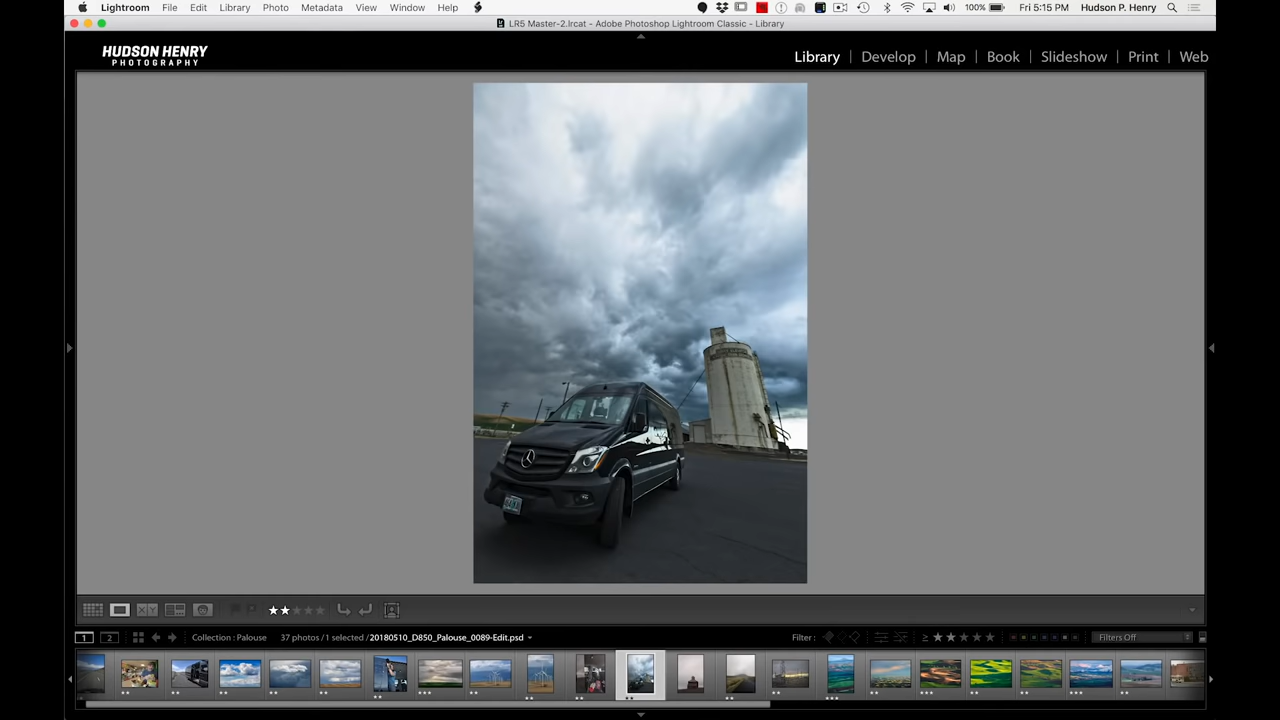 Lightroom File Edit Library Photo Metadata View Window Help 100% Fri 5:15 PM Hudson P. Henry
LR5 Master-2.lrcat - Adobe Photoshop Lightroom Classic - Library
HUDSON HENRY
PHOTOGRAPHY
Library | Develop | Map | Book | Slideshow | Print | Web
1 2 Collection : Palouse 37 photos / 1 selected / 20180510_D850_Palouse_0089-Edit.psd Filter : Filters Off